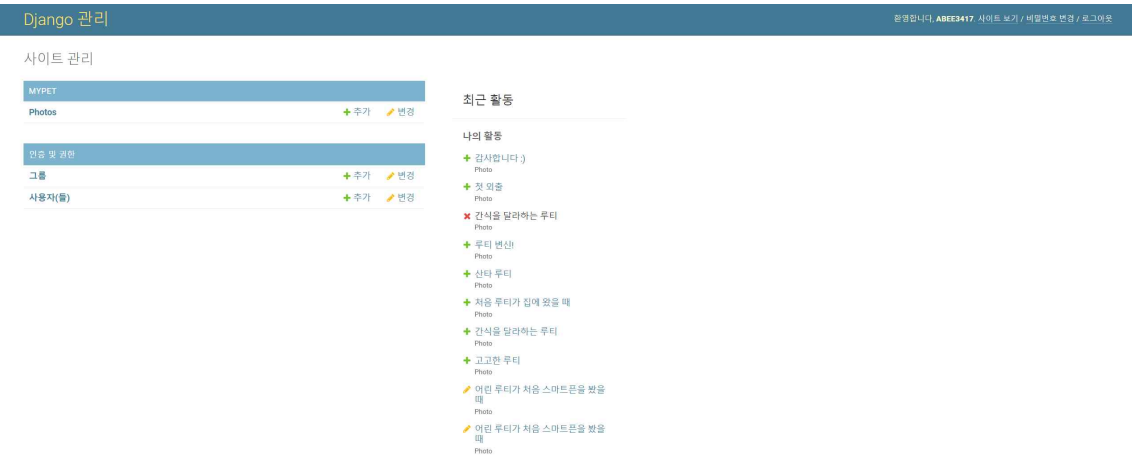 Django 관리
환영합니다, ABEE3417. 사이트 보기 / 비밀번호 변경 / 로그아웃
사이트 관리
MYPET
Photos 추가 변경
인증 및 권한
그룹 추가 변경
사용자(들) 추가 변경
최근 활동
나의 활동
감사합니다 :)
Photo
첫 외출
Photo
간식을 달라하는 루티
Photo
루티 변신!
Photo
산타 루티
Photo
처음 루티가 집에 왔을 때
Photo
간식을 달라하는 루티
Photo
고고한 루티
Photo
어린 루티가 처음 스마트폰을 봤을
때
Photo
어린 루티가 처음 스마트폰을 봤을
때
Photo